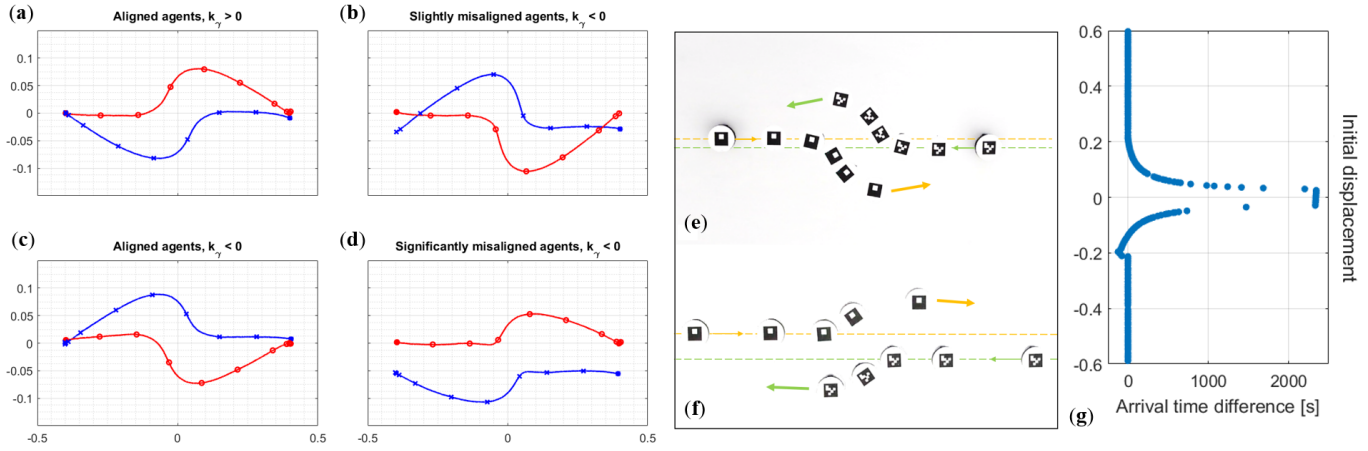 (a) Aligned agents, kγ > 0
0.1
0.05
0
-0.05
-0.1
(b) Slightly misaligned agents, kγ < 0
(c) Aligned agents, kγ < 0
0.1
0.05
0
-0.05
-0.1
-0.5 0 0.5
(d) Significantly misaligned agents, kγ < 0
-0.5 0 0.5
(e)
(f)
0.6
0.4
0.2
0
-0.2
-0.4
-0.6
0 1000 2000
Arrival time difference [s]
(g)
Initial displacement